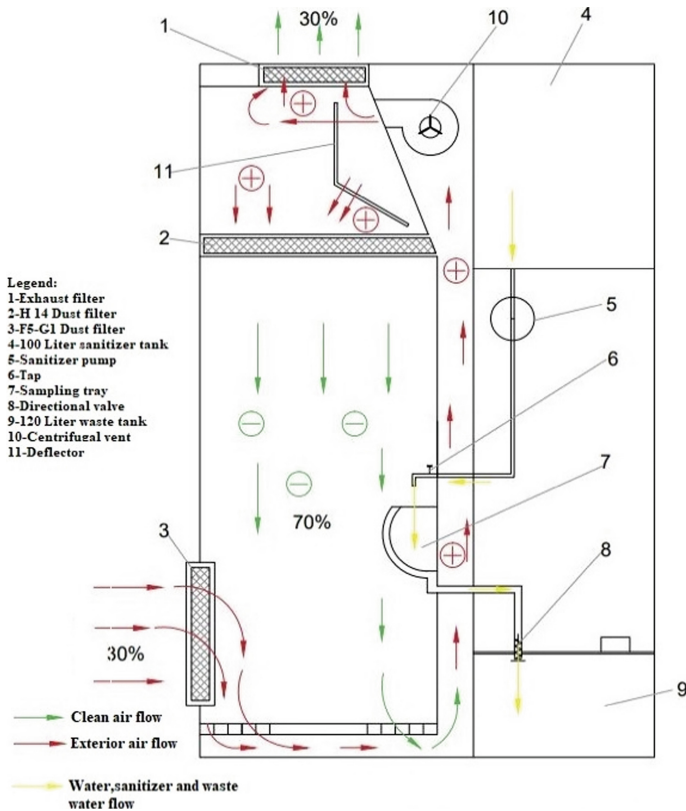 30%
1
10
4
11
2
Legend:
1-Exhaust filter
2-H 14 Dust filter
3-F5-G1 Dust filter
4-100 Liter sanitizer tank
5-Sanitizer pump
6-Tap
7-Sampling tray
8-Directional valve
9-120 Liter waste tank
10-Centrifugal vent
11-Deflector
5
6
7
70%
3
8
30%
9
Clean air flow
Exterior air flow
Water,sanitizer and waste
water flow